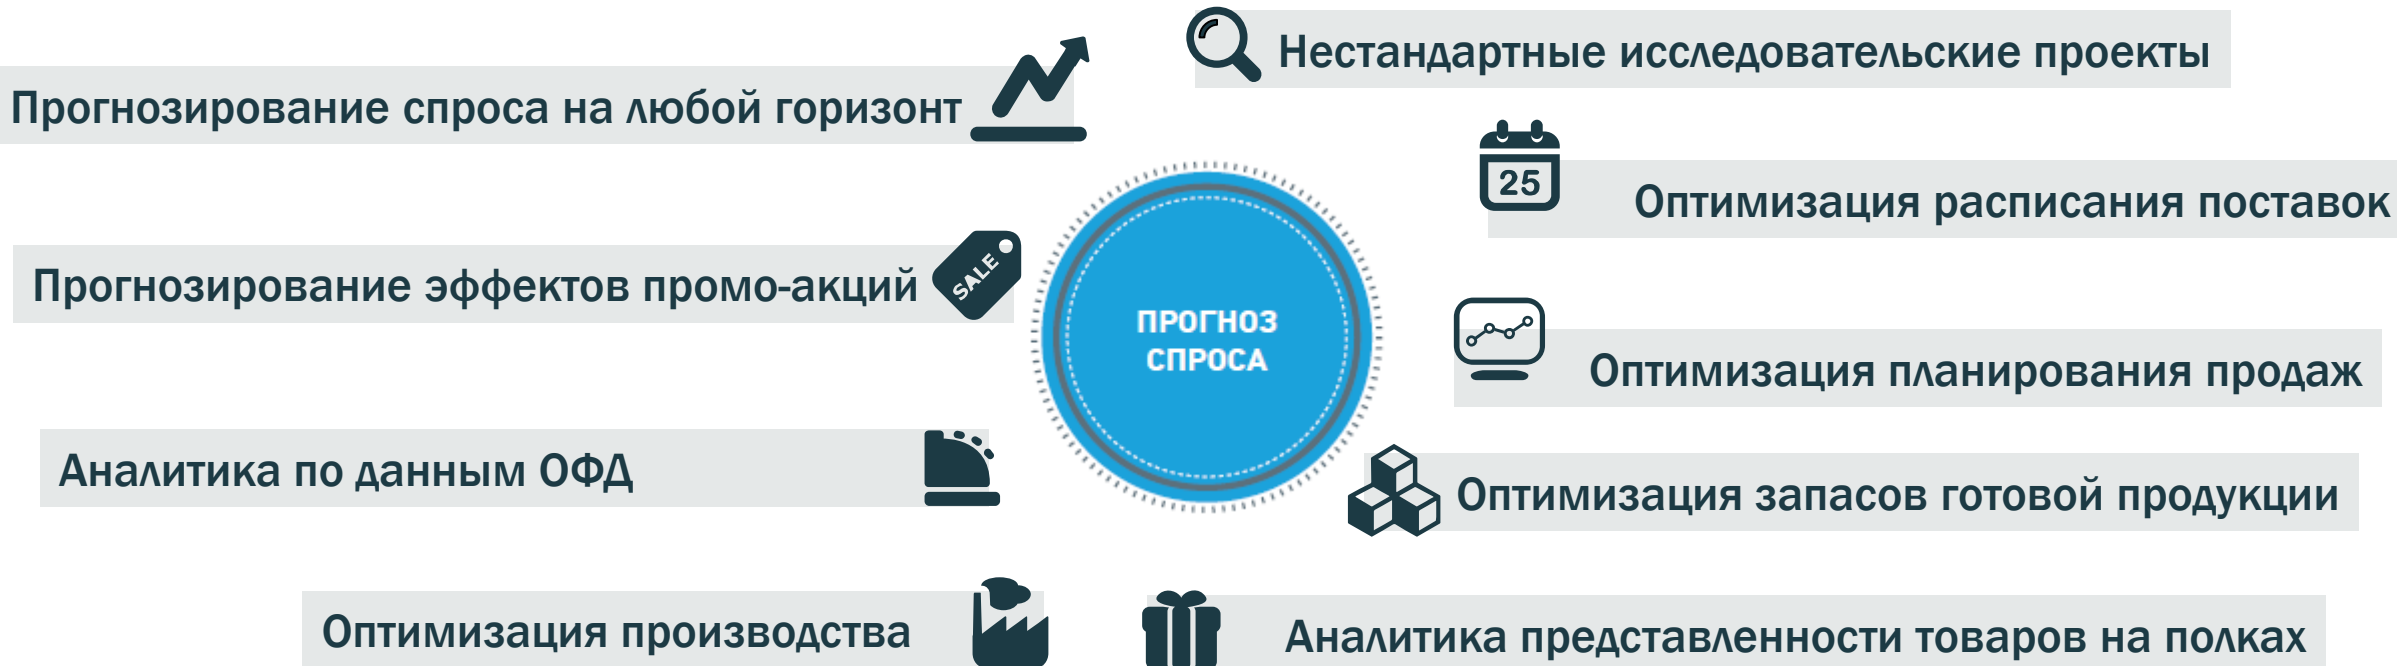 Нестандартные исследовательские проекты
Прогнозирование спроса на любой горизонт
25
Оптимизация расписания поставок
Прогнозирование эффектов промо-акций
SALE
ПРОГНОЗ
СПРОСА
Оптимизация планирования продаж
Аналитика по данным ОФД
Оптимизация запасов готовой продукции
Оптимизация производства
Аналитика представленности товаров на полках